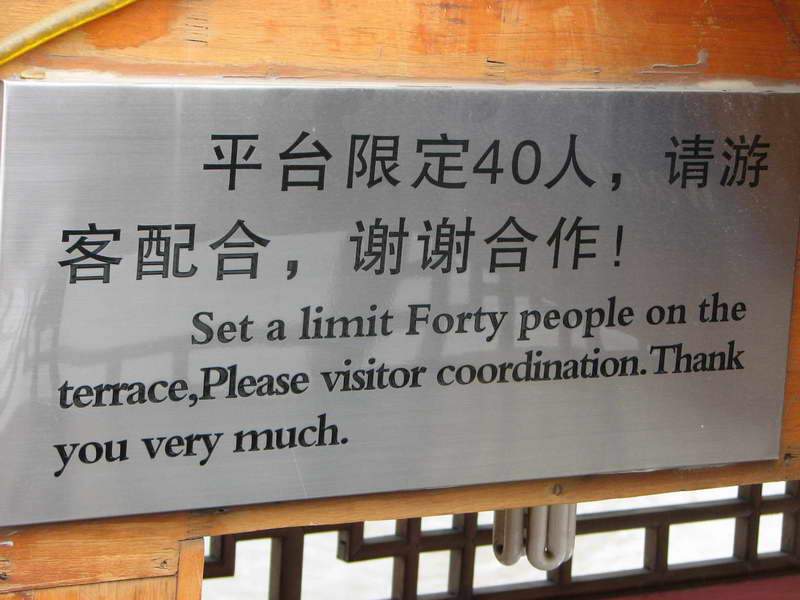 平台限定40人，请游
客配合，谢谢合作！
Set a limit Forty people on the
terrace,Please visitor coordination.Thank
you very much.